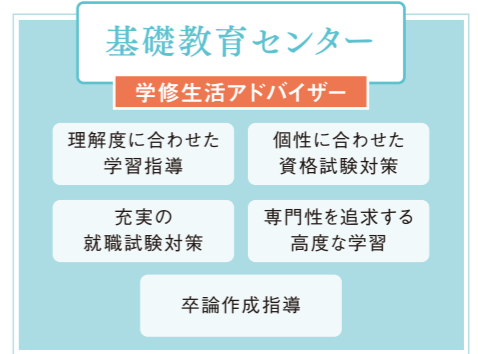 基礎教育センター
学修生活アドバイザー
理解度に合わせた
学習指導
個性に合わせた
資格試験対策
充実の
就職試験対策
専門性を追求する
高度な学習
卒論作成指導